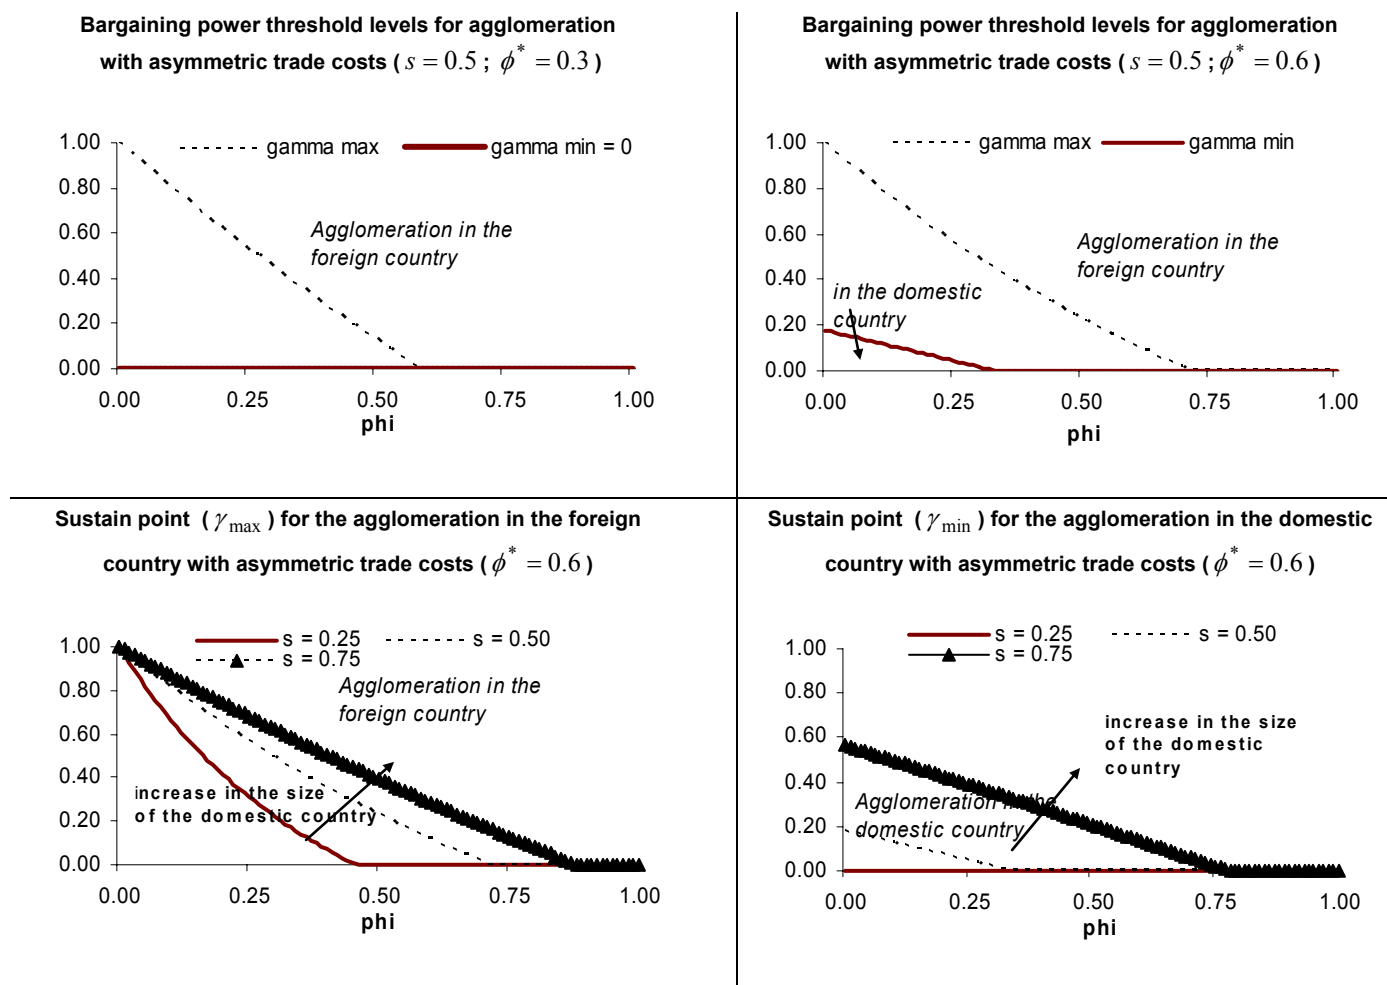 Bargaining power threshold levels for agglomeration
with asymmetric trade costs ( s = 0.5 ; ϕ* = 0.3 )
1.00
0.80
0.60
0.40
0.20
0.00
gamma max
gamma min = 0
Agglomeration in the
foreign country
0.00 0.25 0.50 0.75 1.00
phi
Bargaining power threshold levels for agglomeration
with asymmetric trade costs ( s = 0.5 ; ϕ* = 0.6 )
1.00
0.80
0.60
0.40
0.20
0.00
gamma max
gamma min
Agglomeration in the
foreign country
in the domestic
country
0.00 0.25 0.50 0.75 1.00
phi
Sustain point ( γmax ) for the agglomeration in the foreign
country with asymmetric trade costs ( ϕ* = 0.6 )
1.00
0.80
0.60
0.40
0.20
0.00
s = 0.25 s = 0.50
s = 0.75
Agglomeration in the
foreign country
increase in the size
of the domestic country
0.00 0.25 0.50 0.75 1.00
phi
Sustain point ( γmin ) for the agglomeration in the domestic
country with asymmetric trade costs ( ϕ* = 0.6 )
1.00
0.80
0.60
0.40
0.20
0.00
s = 0.25 s = 0.50
s = 0.75
increase in the size
of the domestic
country
Agglomeration in the
domestic country
0.00 0.25 0.50 0.75 1.00
phi